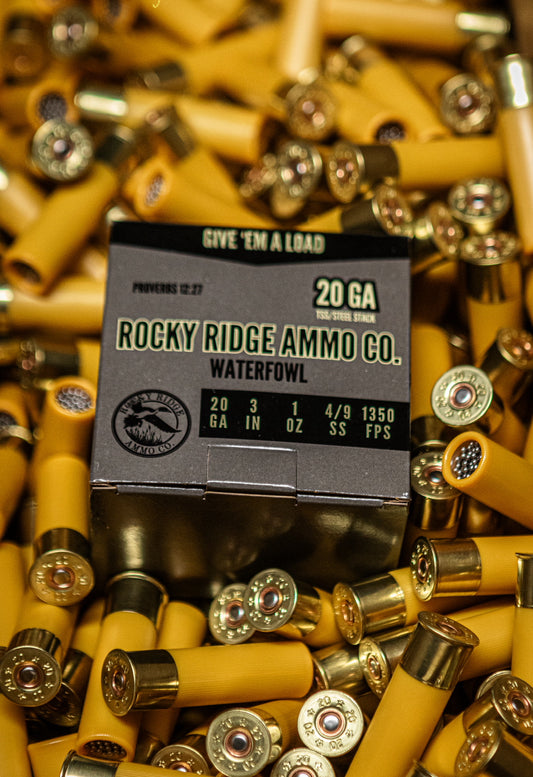 GIVE 'EM A LOAD
PROVERBS 12:27
20 GA
TSS/STEEL STACK
ROCKY RIDGE AMMO CO.
WATERFOWL
20 GA
3 IN
1 OZ
4/9 SS
1350 FPS
ROCKY RIDGE
AMMO CO.